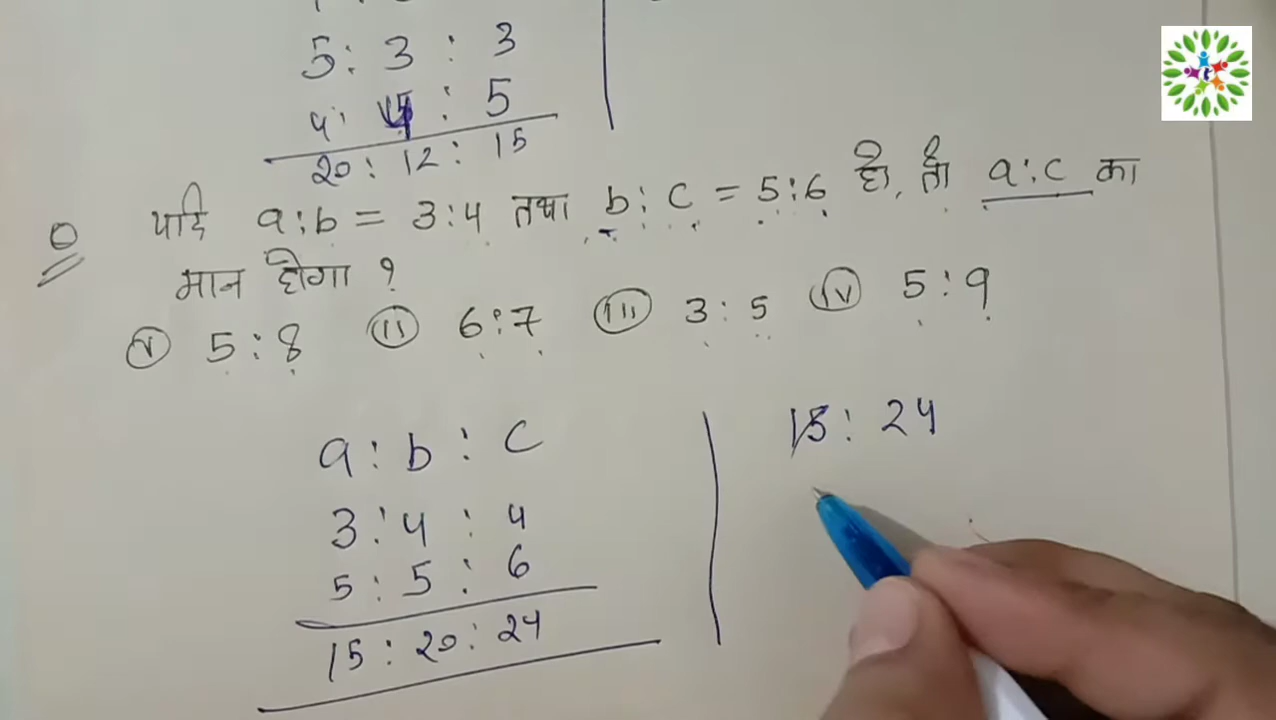 5 : 3 : 3
4 : 4 : 5
20 : 12 : 15
Q यदि a:b = 3:4 तथा b:c = 5:6 हो, तो a:c का
मान होगा ?
(i) 5:8 (ii) 6:7 (iii) 3:5 (iv) 5:9
a : b : c
3 : 4 : 4
5 : 5 : 6
15 : 20 : 24
15 : 24